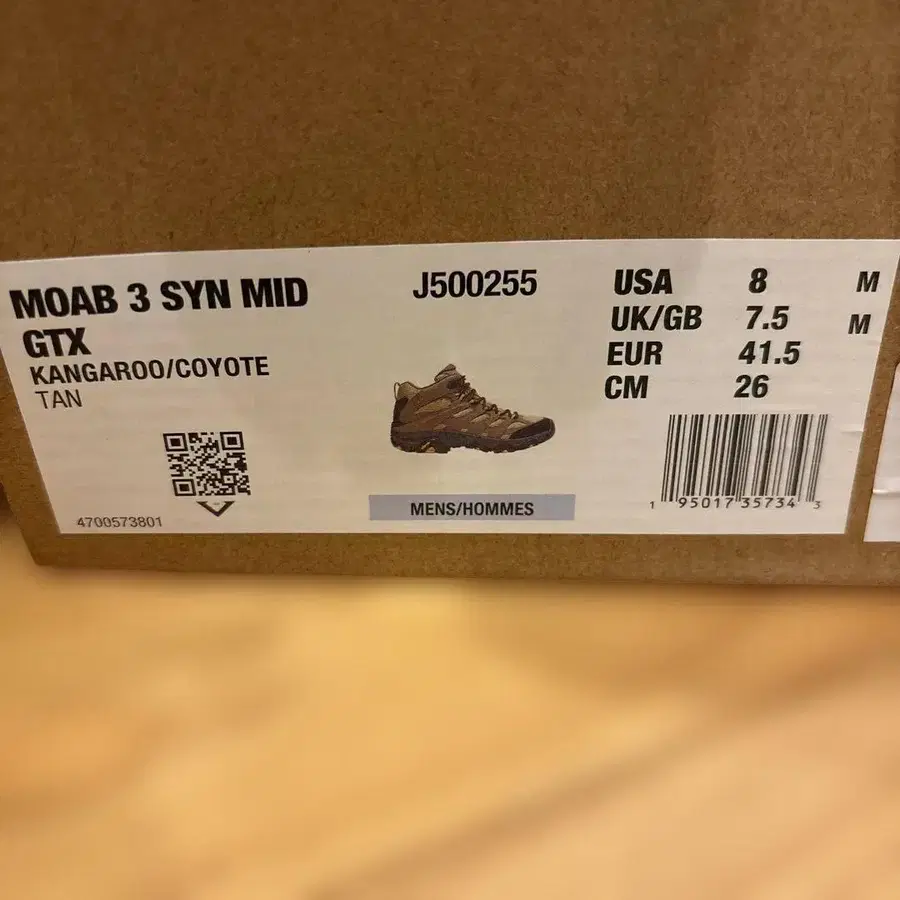 MOAB 3 SYN MID
GTX
KANGAROO/COYOTE
TAN
4700573801
J500255
MENS/HOMMES
USA 8 M
UK/GB 7.5 M
EUR 41.5
CM 26
1 95017 35734 3